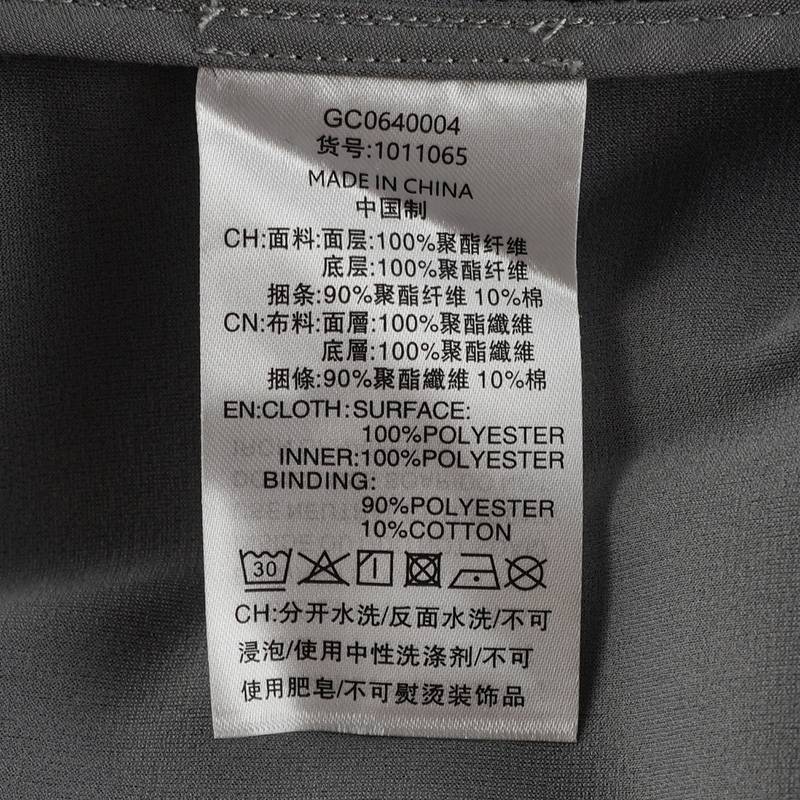 GC0640004
货号:1011065
MADE IN CHINA
中国制
CH:面料:面层:100%聚酯纤维
底层:100%聚酯纤维
捆条:90%聚酯纤维 10%棉
CN:布料:面層:100%聚酯纖維
底層:100%聚酯纖維
捆條:90%聚酯纖維 10%棉
EN:CLOTH:SURFACE:
100%POLYESTER
INNER:100%POLYESTER
BINDING:
90%POLYESTER
10%COTTON
30
CH:分开水洗/反面水洗/不可
浸泡/使用中性洗涤剂/不可
使用肥皂/不可熨烫装饰品